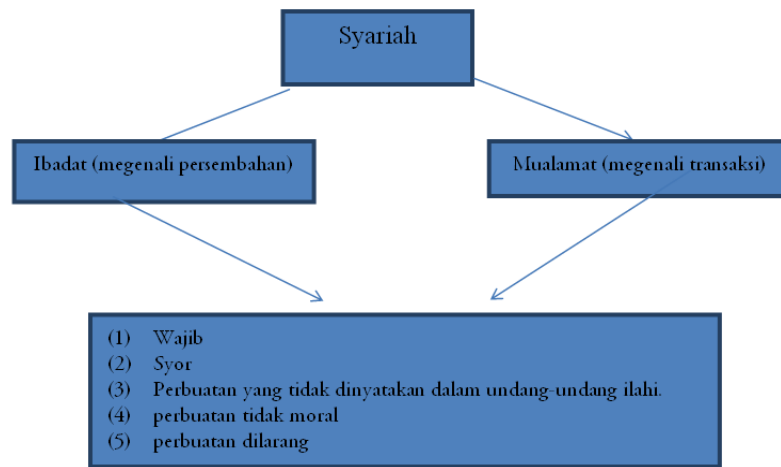 Syariah
Ibadat (megenali persembahan)
Mualamat (megenali transaksi)
(1) Wajib
(2) Syor
(3) Perbuatan yang tidak dinyatakan dalam undang-undang ilahi.
(4) perbuatan tidak moral
(5) perbuatan dilarang